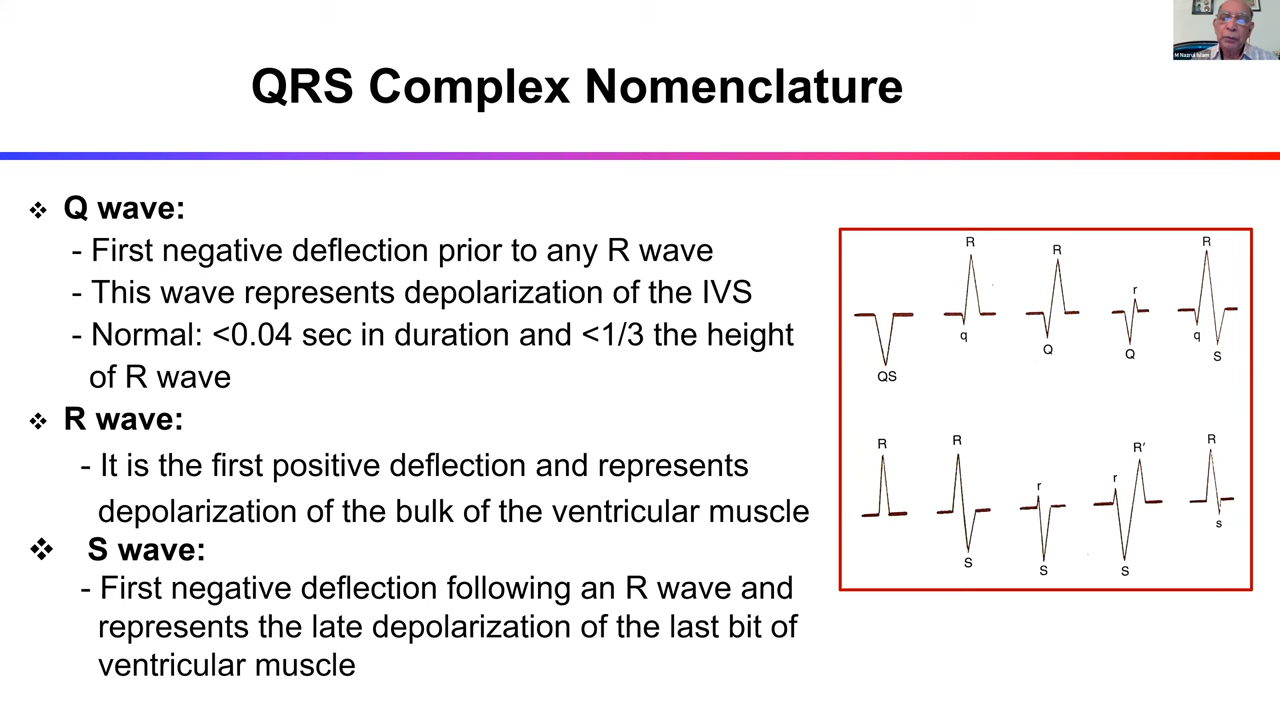 M Nazrul Islam
QRS Complex Nomenclature
❖ Q wave:
- First negative deflection prior to any R wave
- This wave represents depolarization of the IVS
- Normal: <0.04 sec in duration and <1/3 the height
of R wave
❖ R wave:
- It is the first positive deflection and represents
depolarization of the bulk of the ventricular muscle
❖ S wave:
- First negative deflection following an R wave and
represents the late depolarization of the last bit of
ventricular muscle
R R r R
q Q Q q S
QS
R R r r R′ R
S S S s